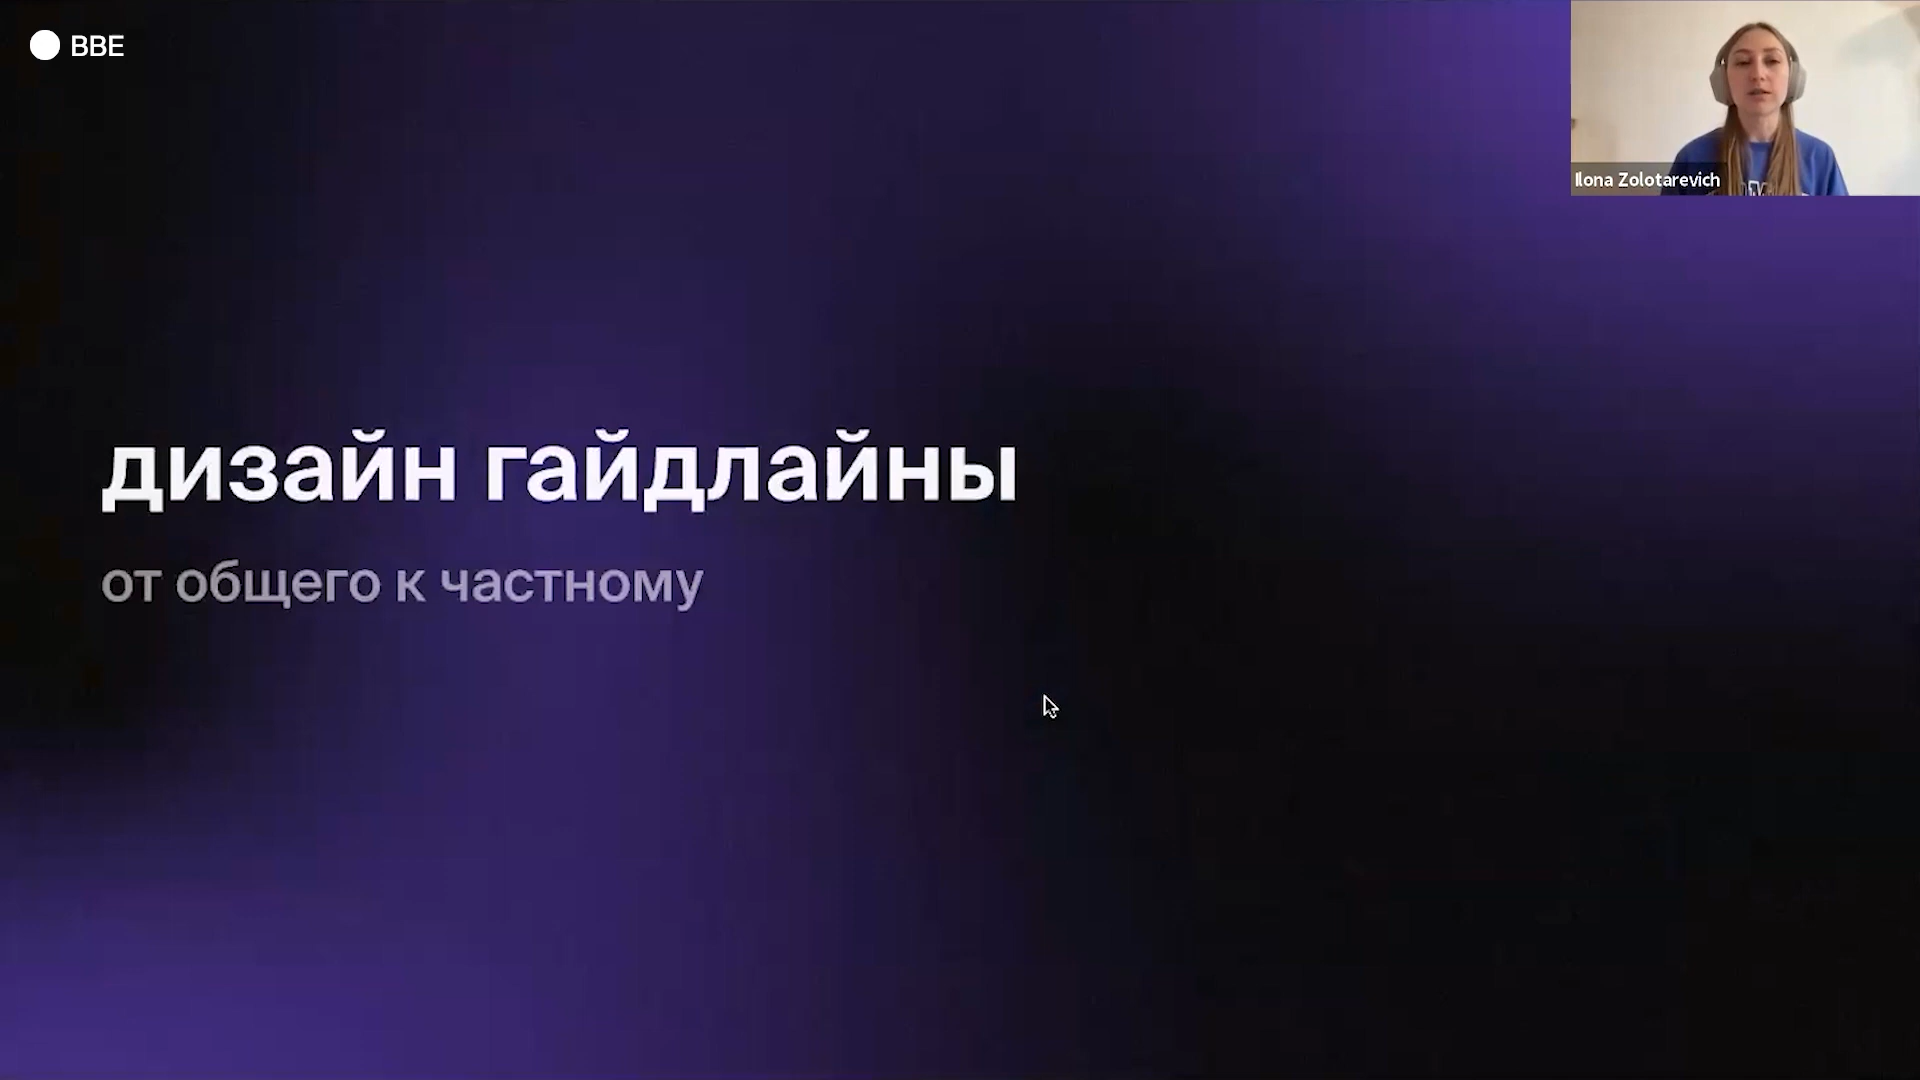 BBE
Ilona Zolotarevich
дизайн гайдлайны
от общего к частному